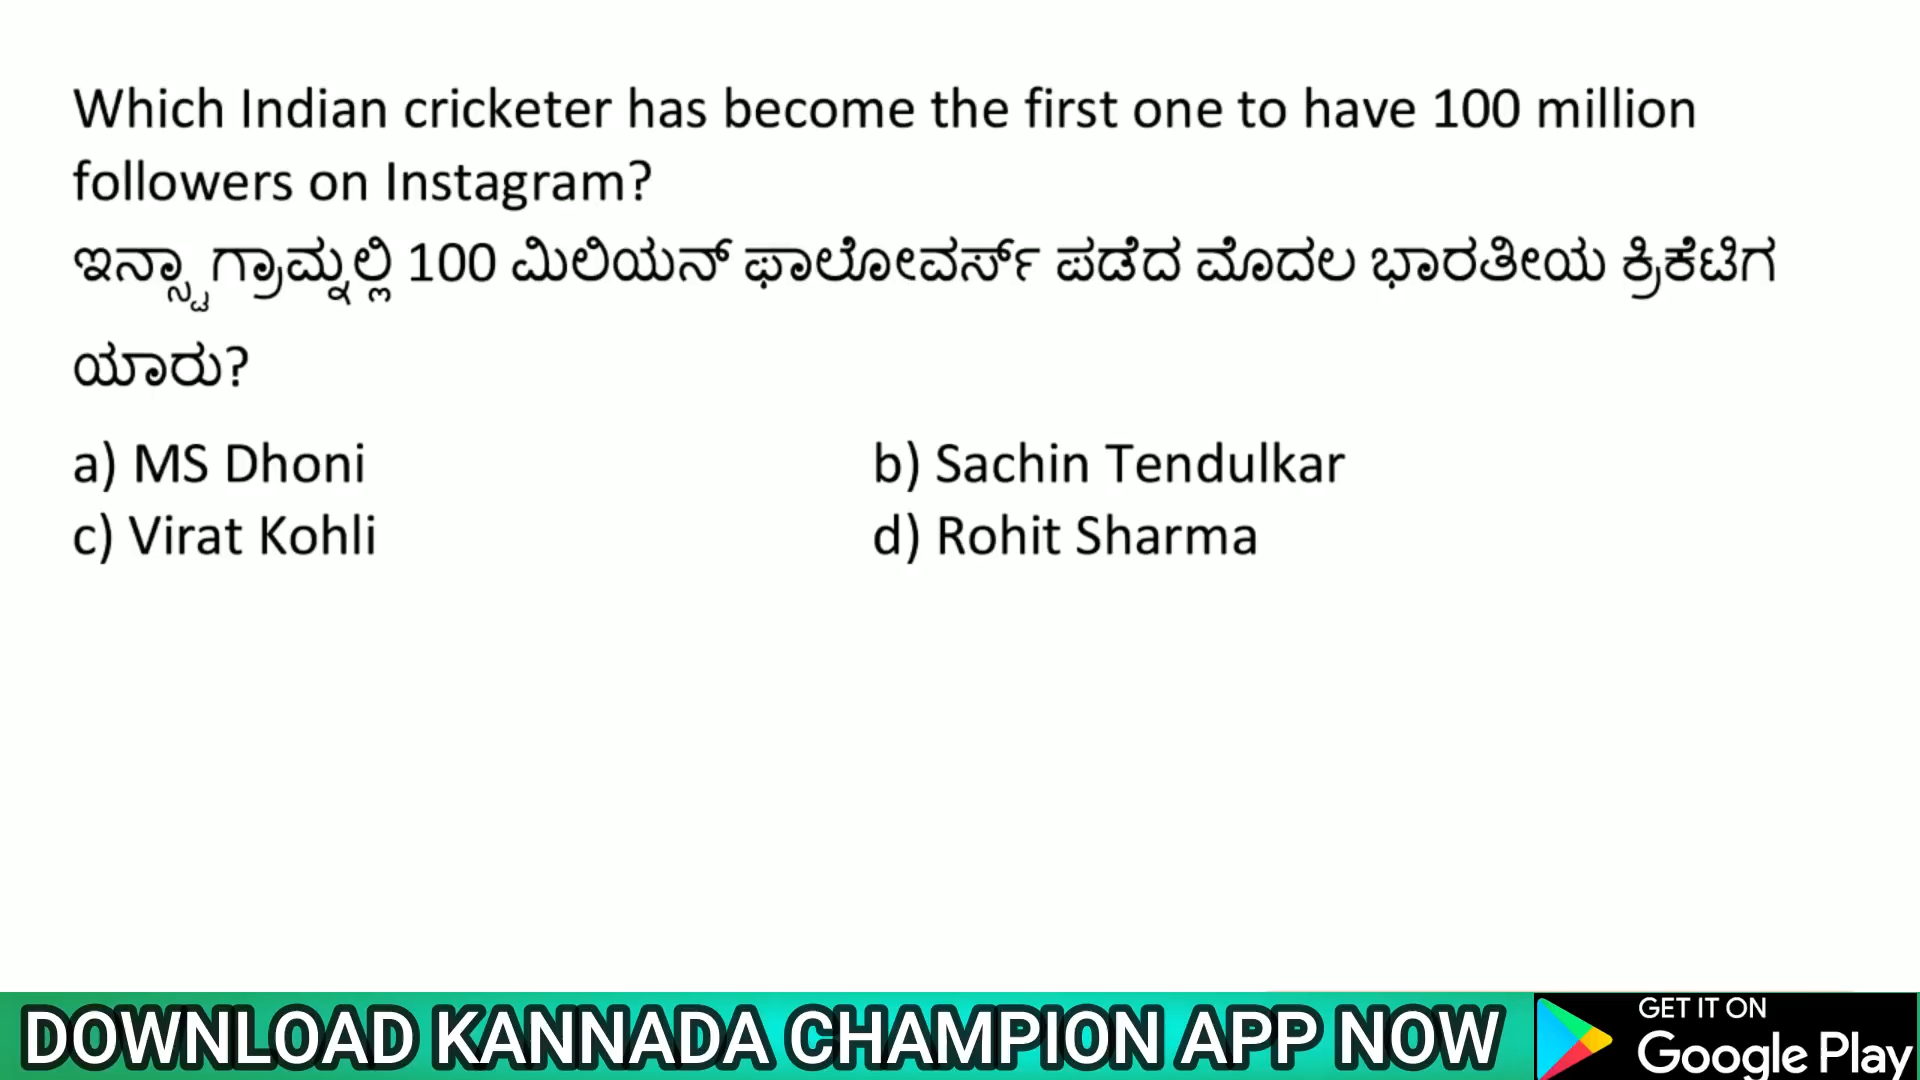 Which Indian cricketer has become the first one to have 100 million
followers on Instagram?
ಇನ್ಸ್ಟಾಗ್ರಾಮ್ನಲ್ಲಿ 100 ಮಿಲಿಯನ್ ಫಾಲೋವರ್ಸ್ ಪಡೆದ ಮೊದಲ ಭಾರತೀಯ ಕ್ರಿಕೆಟಿಗ
ಯಾರು?
a) MS Dhoni b) Sachin Tendulkar
c) Virat Kohli d) Rohit Sharma
DOWNLOAD KANNADA CHAMPION APP NOW
GET IT ON
Google Play